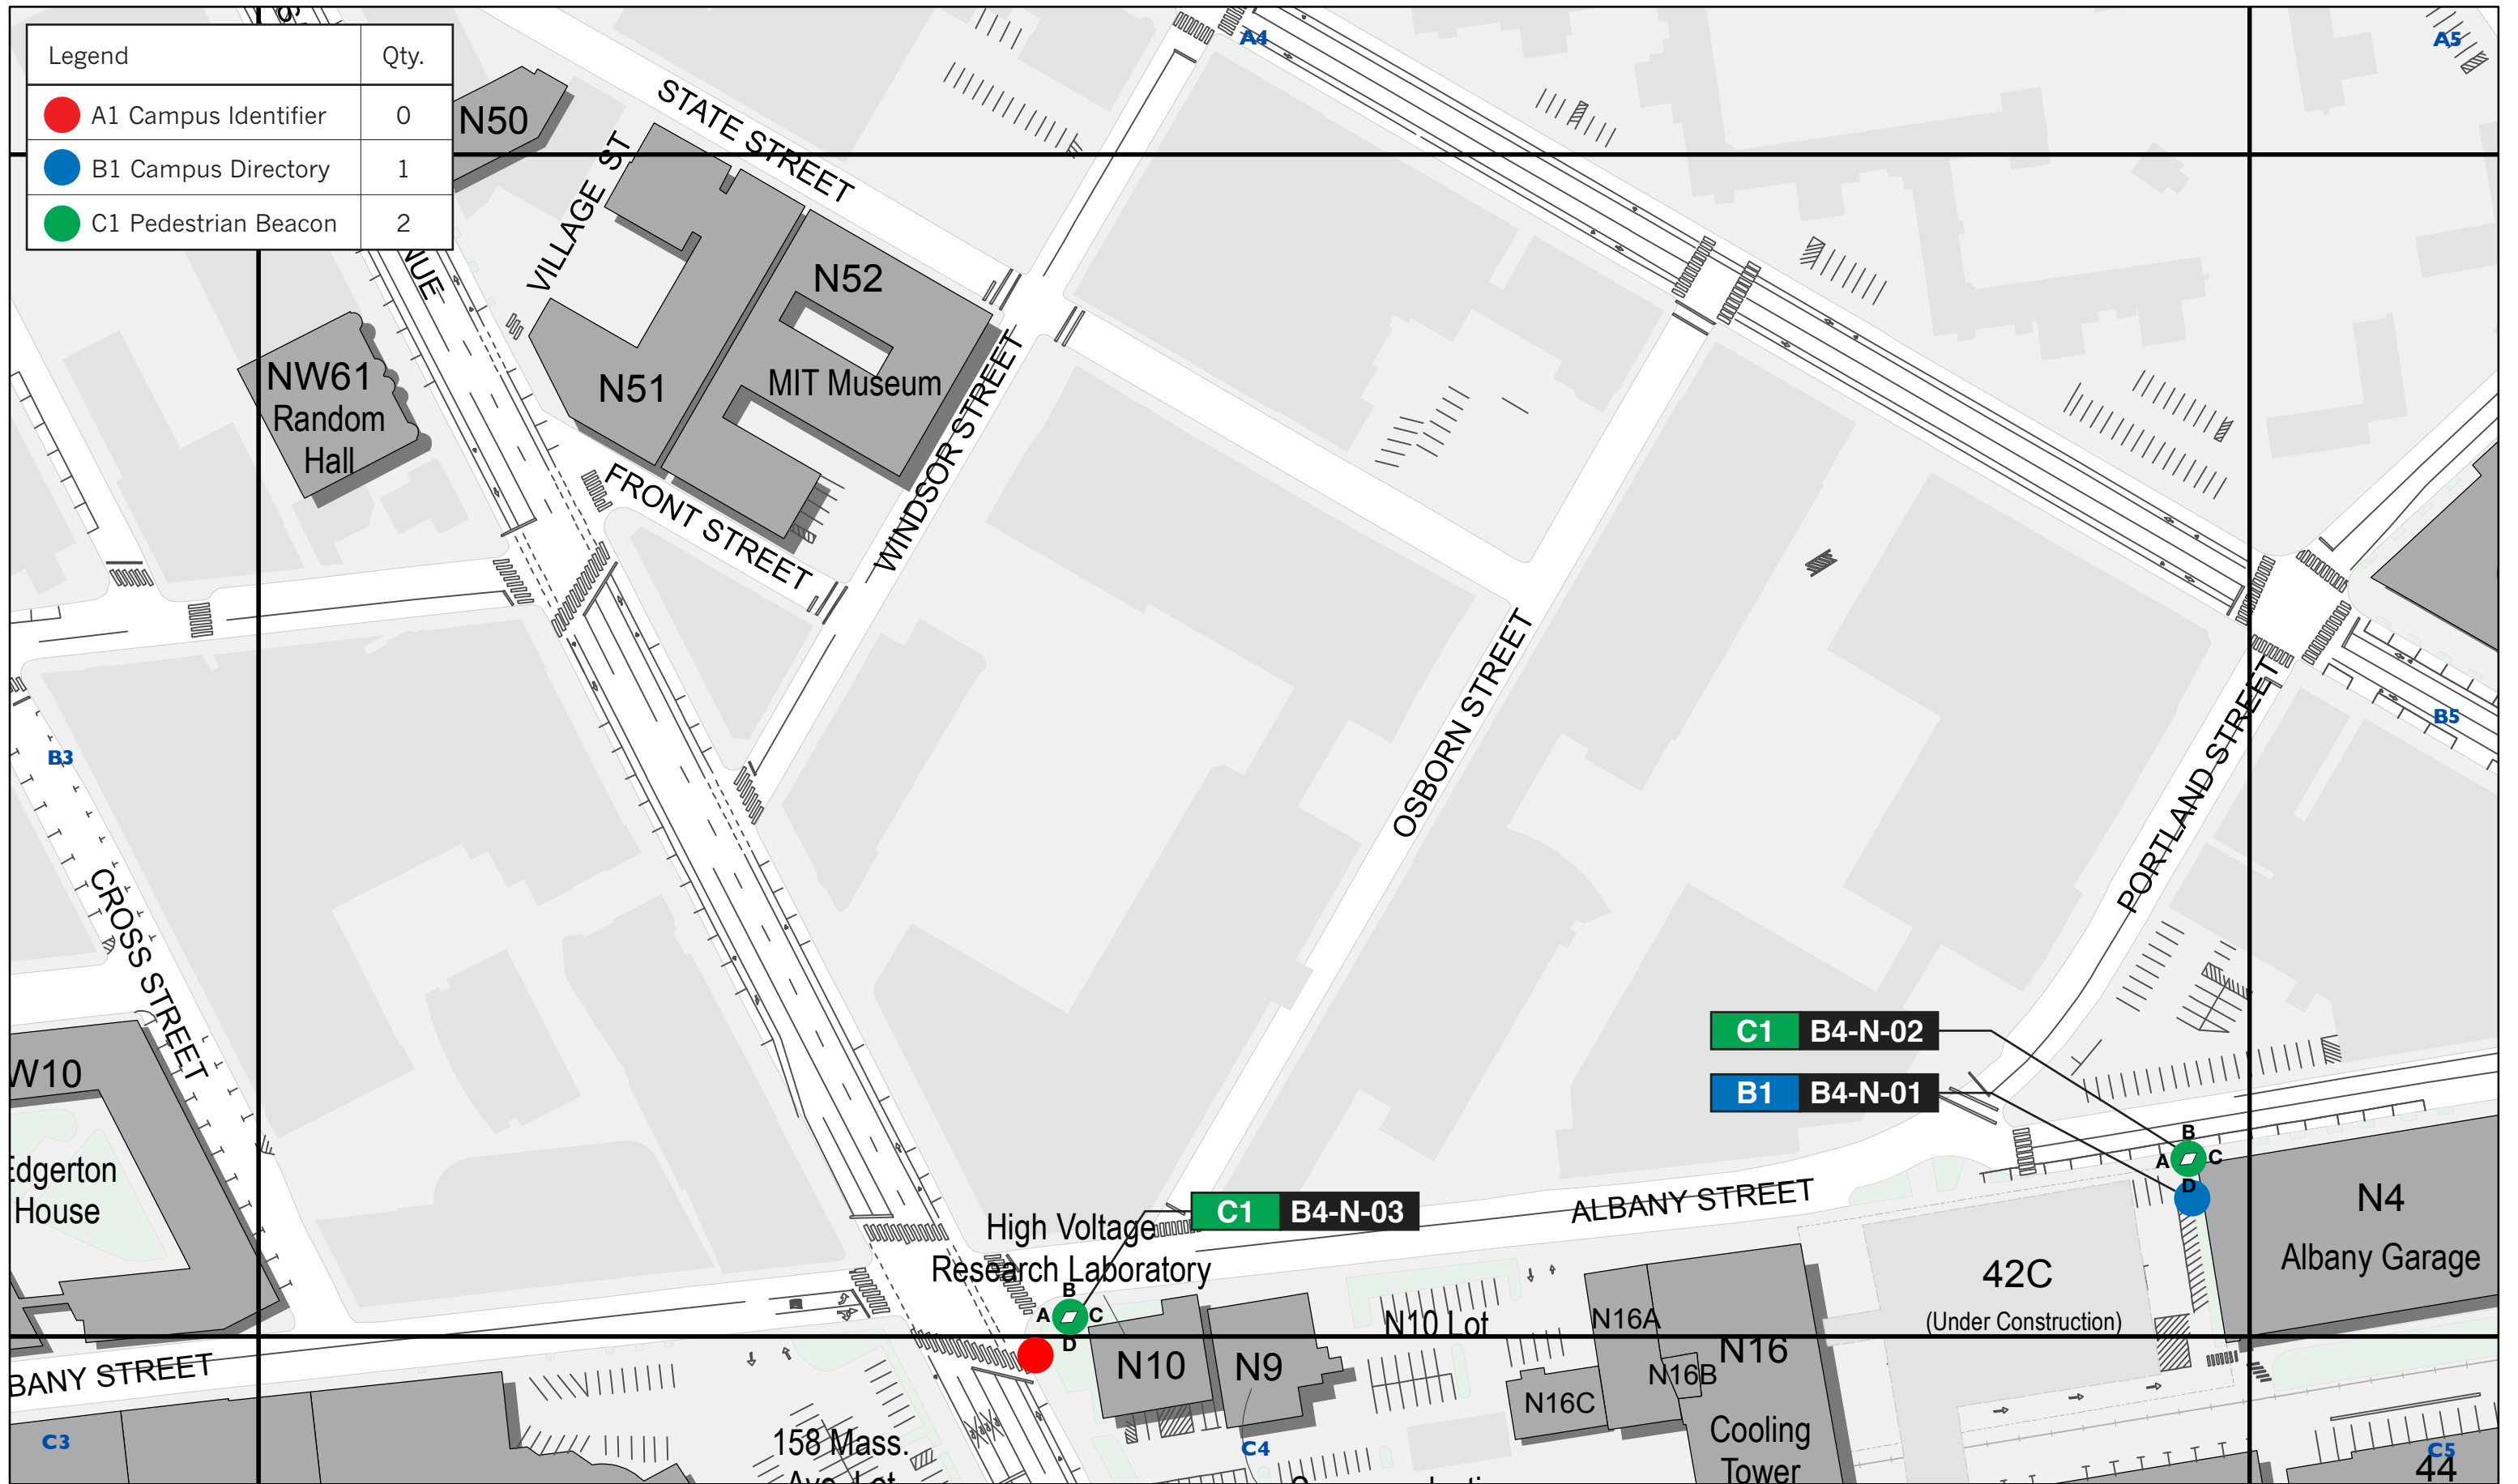 Legend Qty.
A1 Campus Identifier 0
B1 Campus Directory 1
C1 Pedestrian Beacon 2
A4
A5
N50
STATE STREET
VILLAGE ST
NUE
N52
MIT Museum
N51
NW61
Random
Hall
WINDSOR STREET
FRONT STREET
OSBORN STREET
PORTLAND STREET
B3
B5
CROSS STREET
W10
Edgerton
House
C1 B4-N-02
B1 B4-N-01
B
A C
D
N4
Albany Garage
C1 B4-N-03
ALBANY STREET
High Voltage
Research Laboratory
B
A C
D
42C
(Under Construction)
N10 Lot
N16A
N16
N16B
N16C
Cooling
Tower
N10
N9
BANY STREET
C3
158 Mass.
Ave. Lot
C4
C5
44